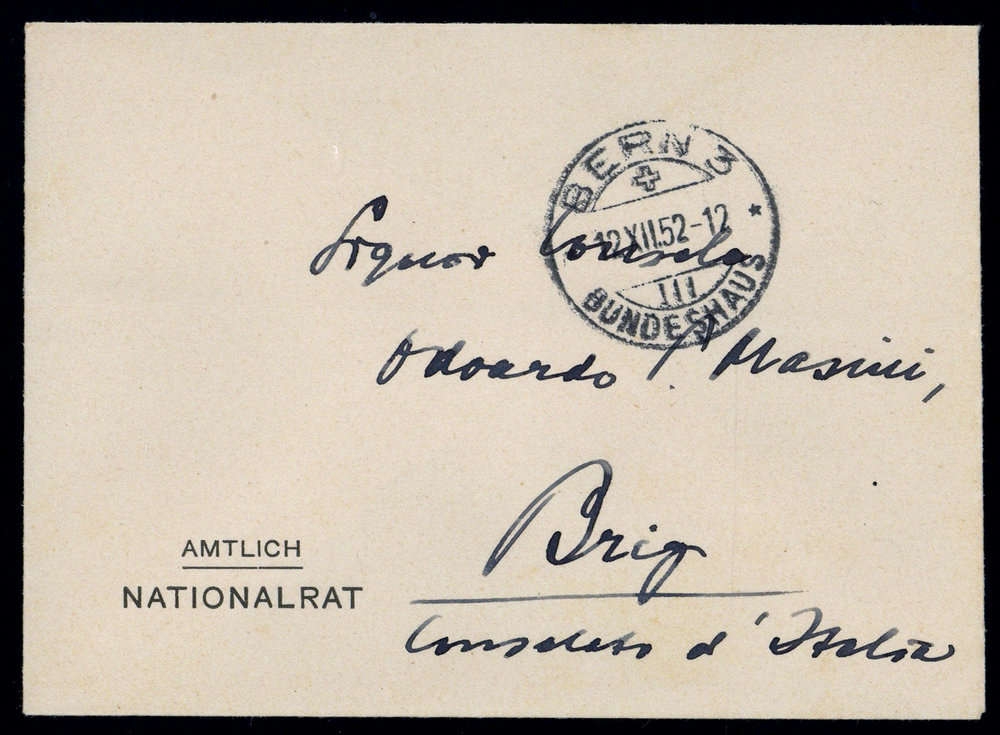 BERN 3
12.XII.52-12
III
BUNDESHAUS
Signor Console
Odoardo Masini,
Brig
Consolato d'Italia
AMTLICH
NATIONALRAT